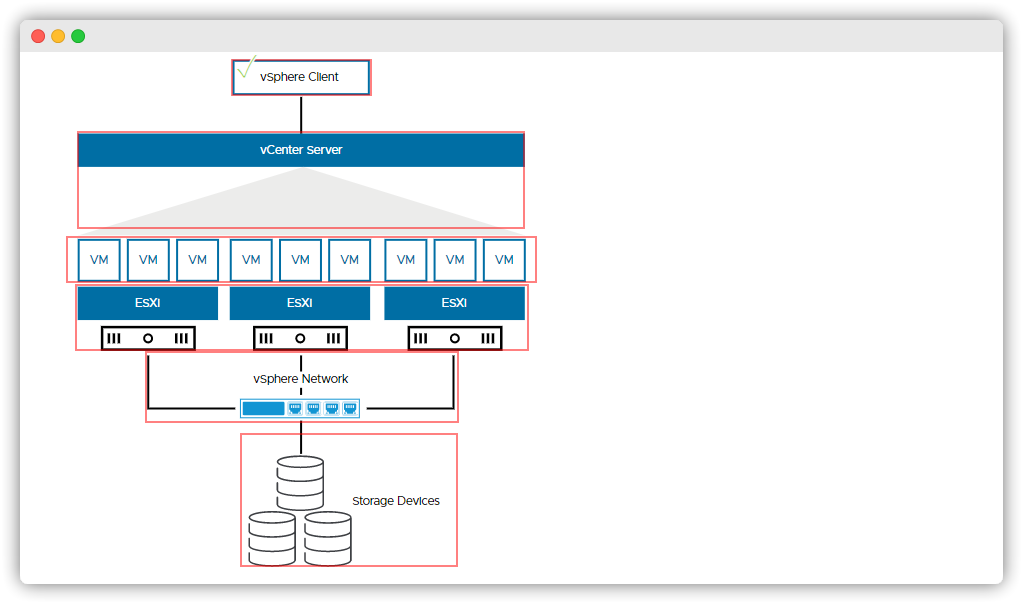 vSphere Client
vCenter Server
VM VM VM VM VM VM VM VM VM
ESXi ESXi ESXi
vSphere Network
Storage Devices